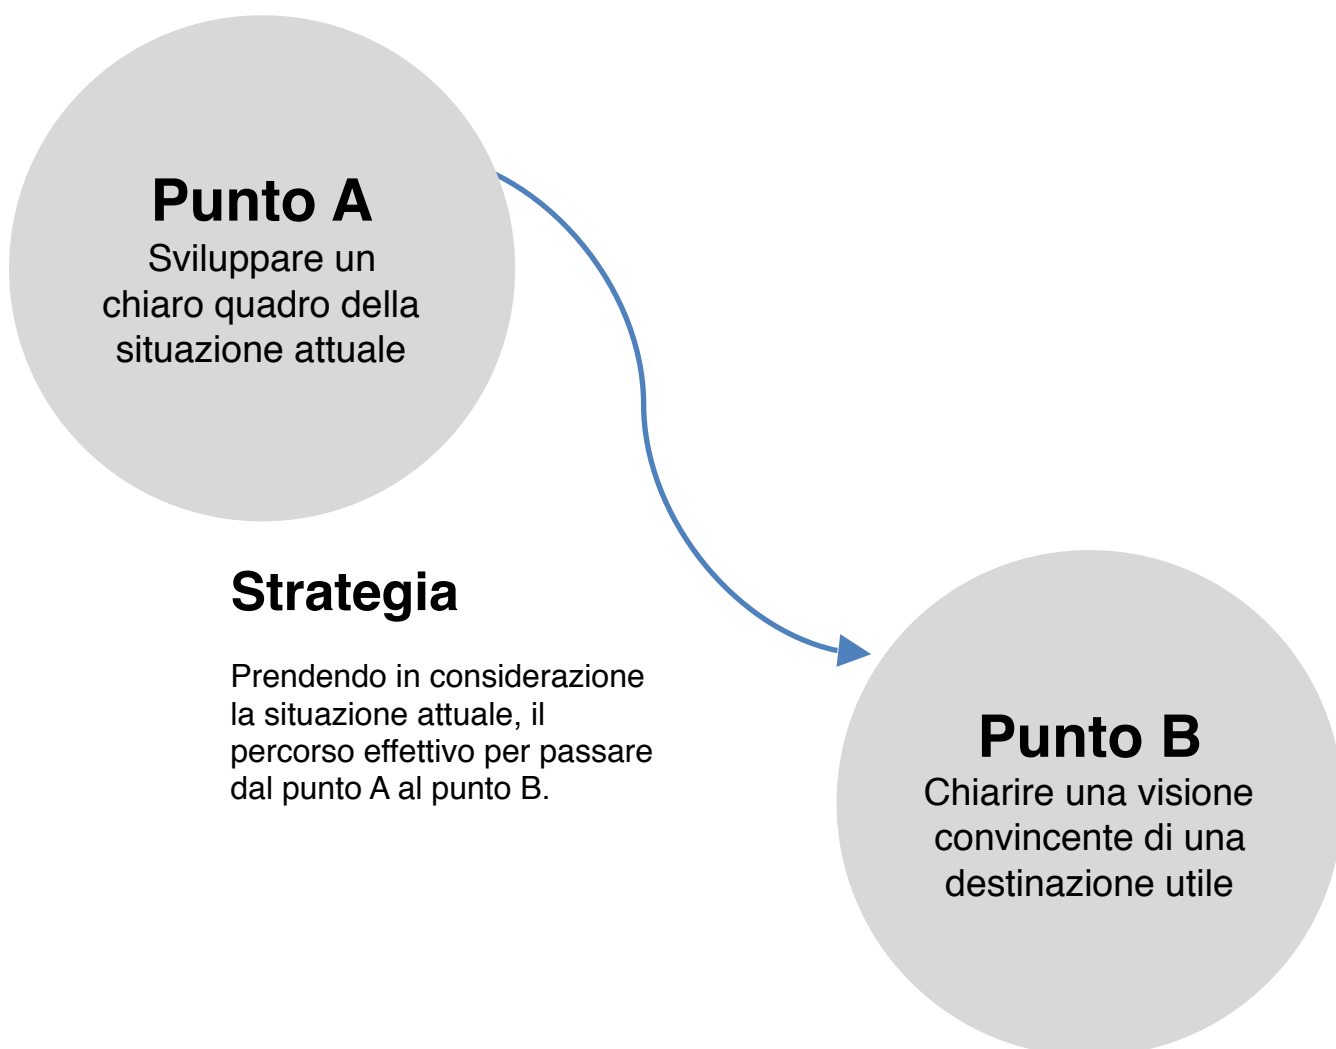 Punto A
Sviluppare un
chiaro quadro della
situazione attuale
Strategia
Prendendo in considerazione
la situazione attuale, il
percorso effettivo per passare
dal punto A al punto B.
Punto B
Chiarire una visione
convincente di una
destinazione utile